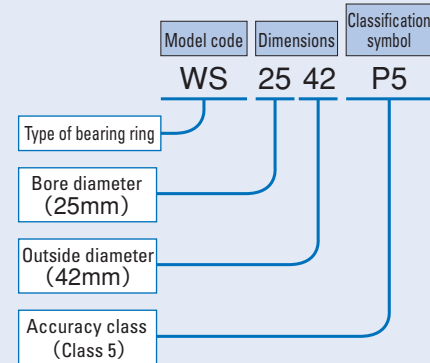 Model code Dimensions Classification
symbol
WS 25 42 P5
Type of bearing ring
Bore diameter
(25mm)
Outside diameter
(42mm)
Accuracy class
(Class 5)